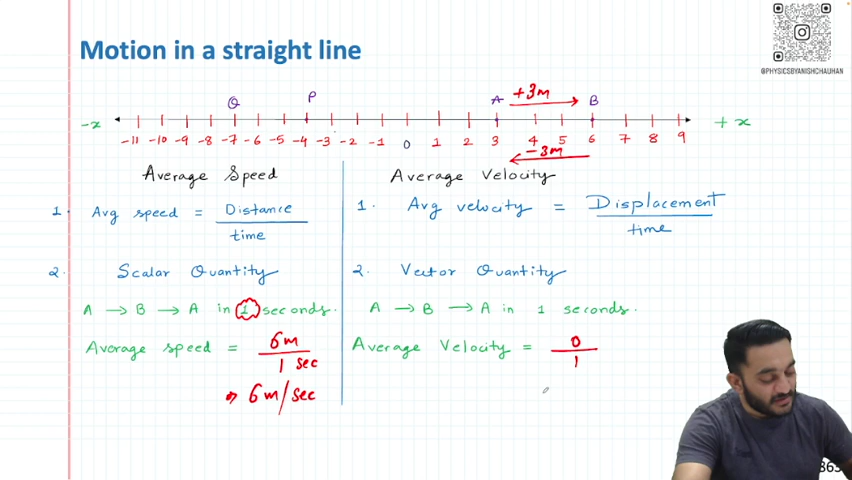 Motion in a straight line
@PHYSICSBYANISHCHAUHAN
Q P A +3m B
-x +x
-11 -10 -9 -8 -7 -6 -5 -4 -3 -2 -1 0 1 2 3 4 5 6 7 8 9
-3m
Average Speed
1. Avg speed = Distance
time
2. Scalar Quantity
A → B → A in 1 seconds.
Average speed = 6m
1 sec
→ 6m/sec
Average Velocity
1. Avg velocity = Displacement
time
2. Vector Quantity
A → B → A in 1 seconds.
Average Velocity = 0
1